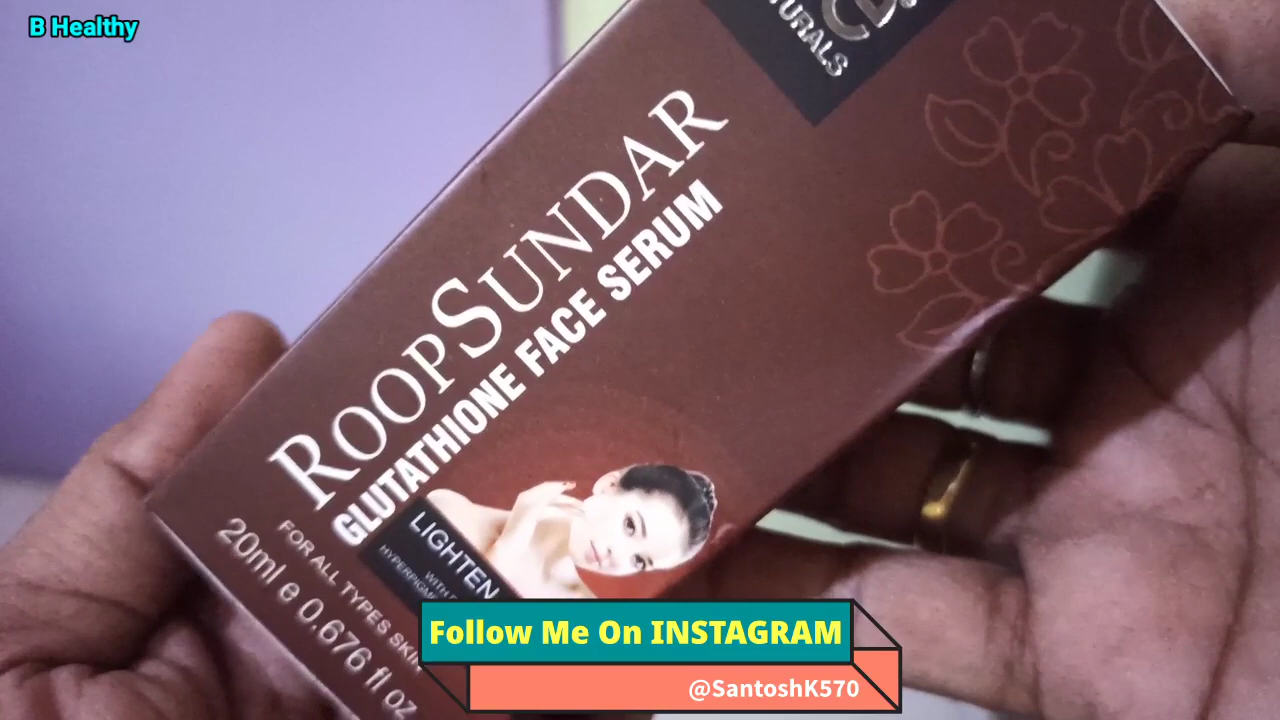 B Healthy
ROOPSUNDAR
GLUTATHIONE FACE SERUM
LIGHTEN
FOR ALL TYPES SKIN
20ml e 0.676 fl oz
Follow Me On INSTAGRAM
@SantoshK570